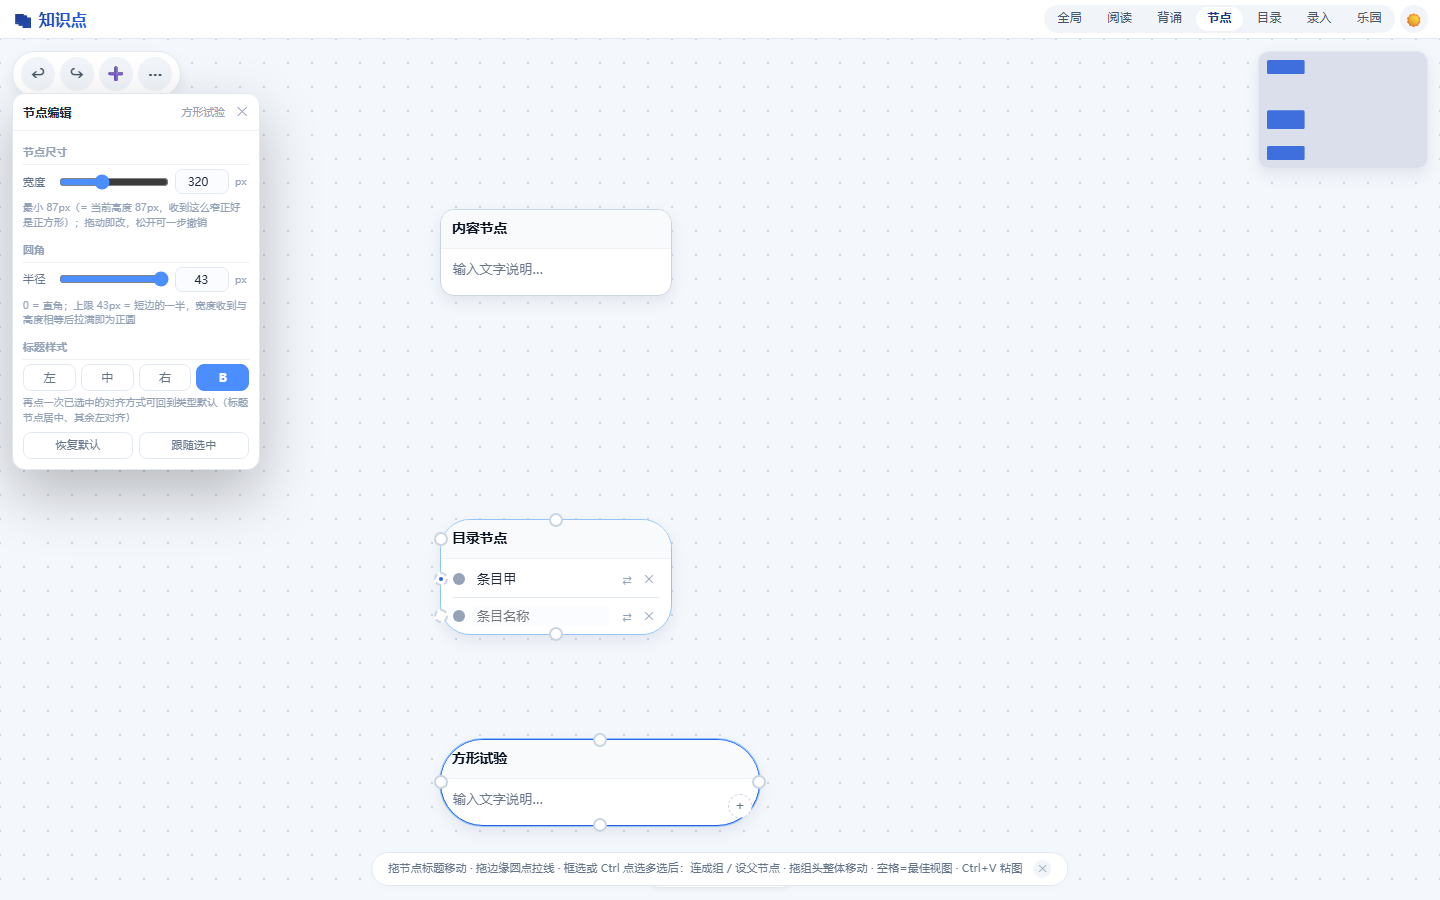 知识点
全局 阅读 背诵 节点 目录 录入 乐园
节点编辑 方形试验
节点尺寸
宽度 320 px
最小 87px（= 当前高度 87px，收到这么窄正好
是正方形）；拖动即改，松开可一步撤销
圆角
半径 43 px
0 = 直角；上限 43px = 短边的一半，宽度收到与
高度相等后拉满即为正圆
标题样式
左 中 右 B
再点一次已选中的对齐方式可回到类型默认（标题
节点居中、其余左对齐）
恢复默认 跟随选中
内容节点
输入文字说明...
目录节点
条目甲
条目名称
方形试验
输入文字说明...
拖节点标题移动 · 拖边缘圆点拉线 · 框选或 Ctrl 点选多选后：连成组 / 设父节点 · 拖组头整体移动 · 空格=最佳视图 · Ctrl+V 粘图